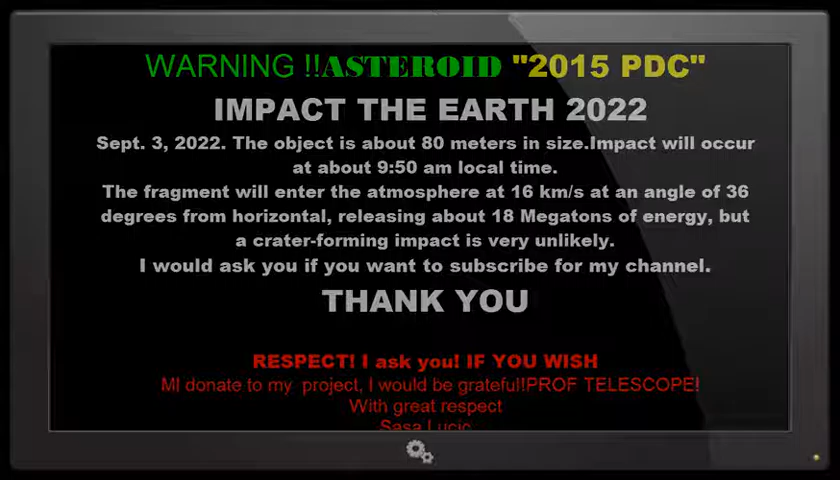 WARNING !!ASTEROID "2015 PDC"
IMPACT THE EARTH 2022
Sept. 3, 2022. The object is about 80 meters in size.Impact will occur
at about 9:50 am local time.
The fragment will enter the atmosphere at 16 km/s at an angle of 36
degrees from horizontal, releasing about 18 Megatons of energy, but
a crater-forming impact is very unlikely.
I would ask you if you want to subscribe for my channel.
THANK YOU
RESPECT! I ask you! IF YOU WISH
MI donate to my project, I would be grateful!PROF TELESCOPE!
With great respect
Sasa Lucic